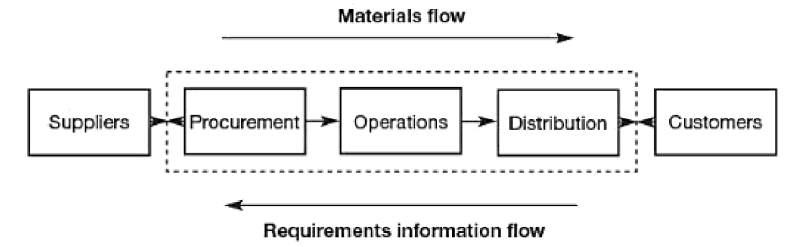 Materials flow
Suppliers
Procurement
Operations
Distribution
Customers
Requirements information flow